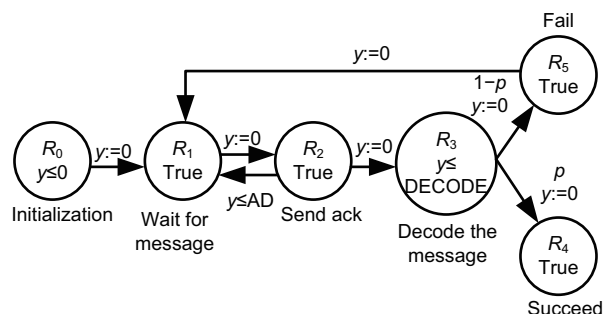 Fail
y:=0
R5
True
1−p
y:=0
R0
y≤0
y:=0
R1
True
y:=0
R2
True
y:=0
R3
y≤
DECODE
y≤AD
p
y:=0
Initialization
Wait for
message
Send ack
Decode the
message
R4
True
Succeed